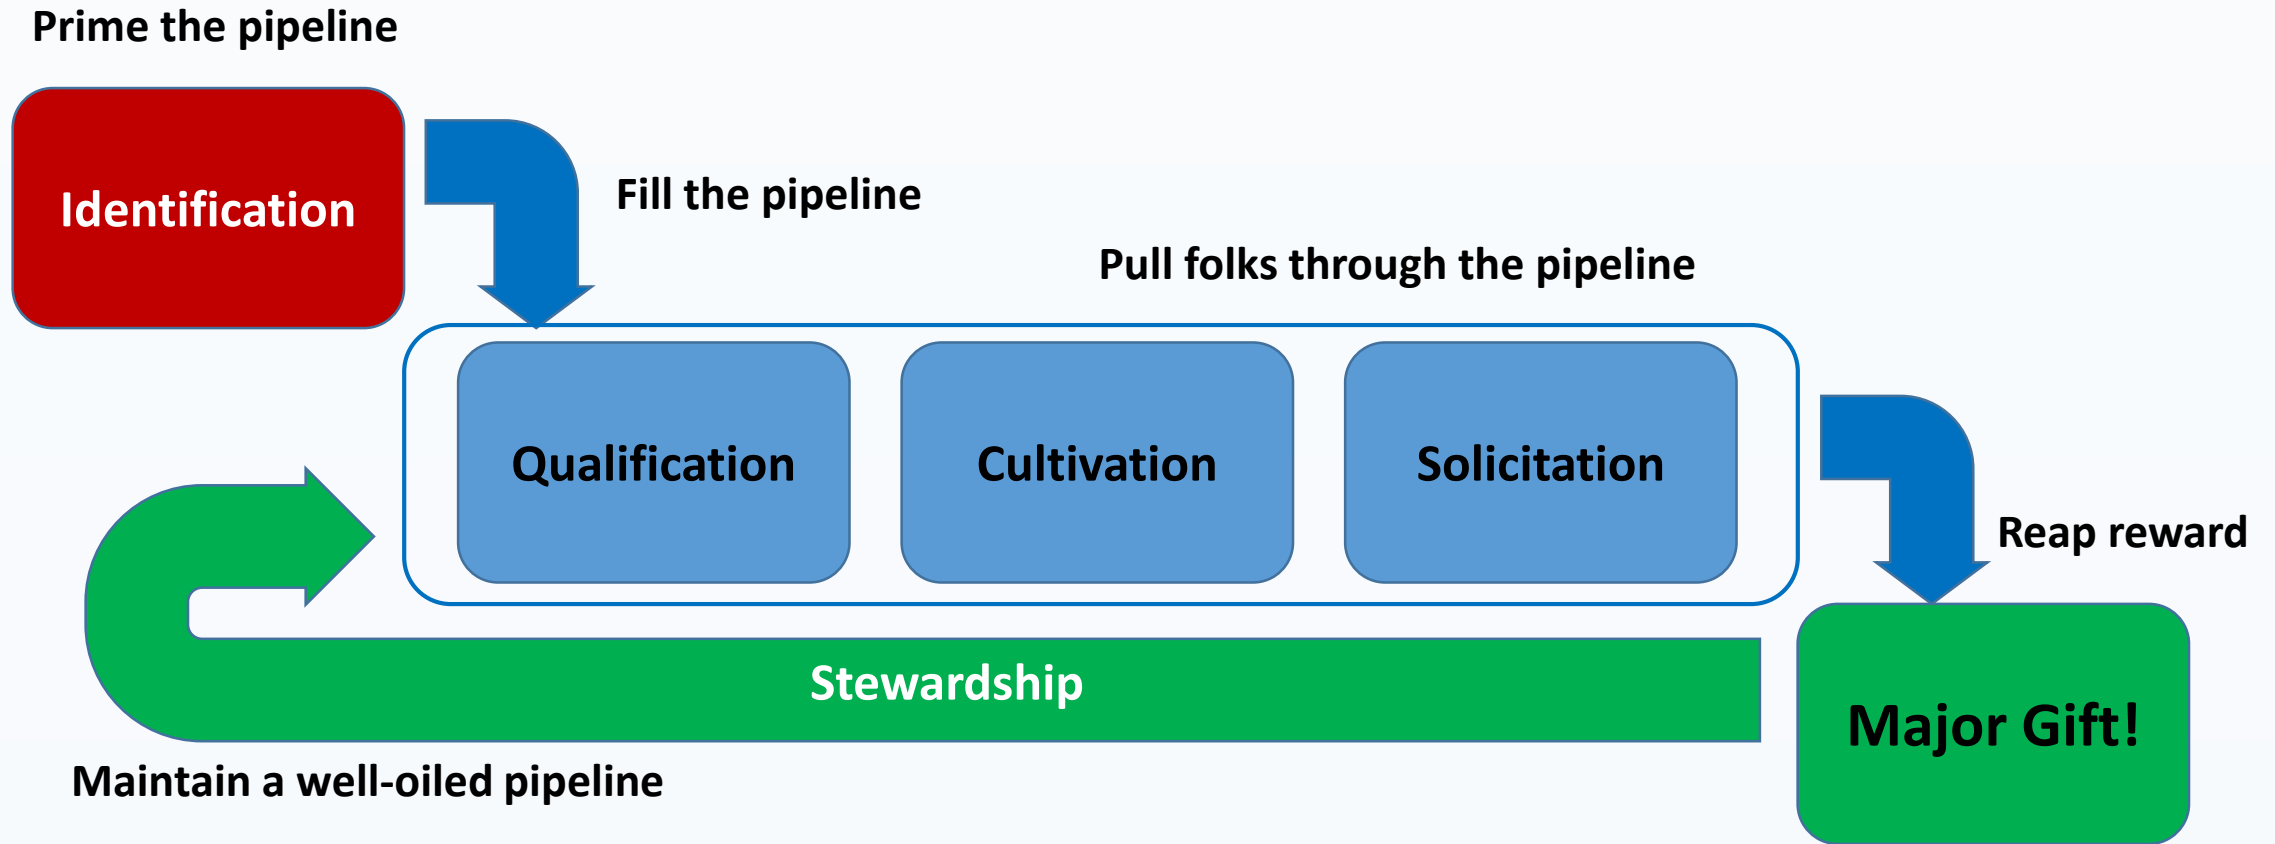 Prime the pipeline
Identification
Fill the pipeline
Pull folks through the pipeline
Qualification
Cultivation
Solicitation
Reap reward
Stewardship
Major Gift!
Maintain a well-oiled pipeline